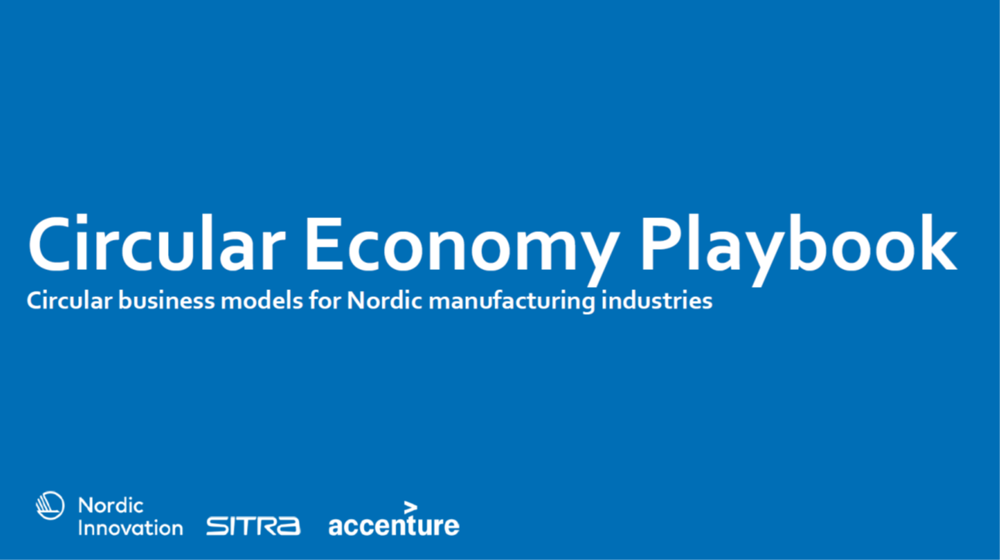 Circular Economy Playbook
Circular business models for Nordic manufacturing industries
Nordic
Innovation
SITRA
accenture